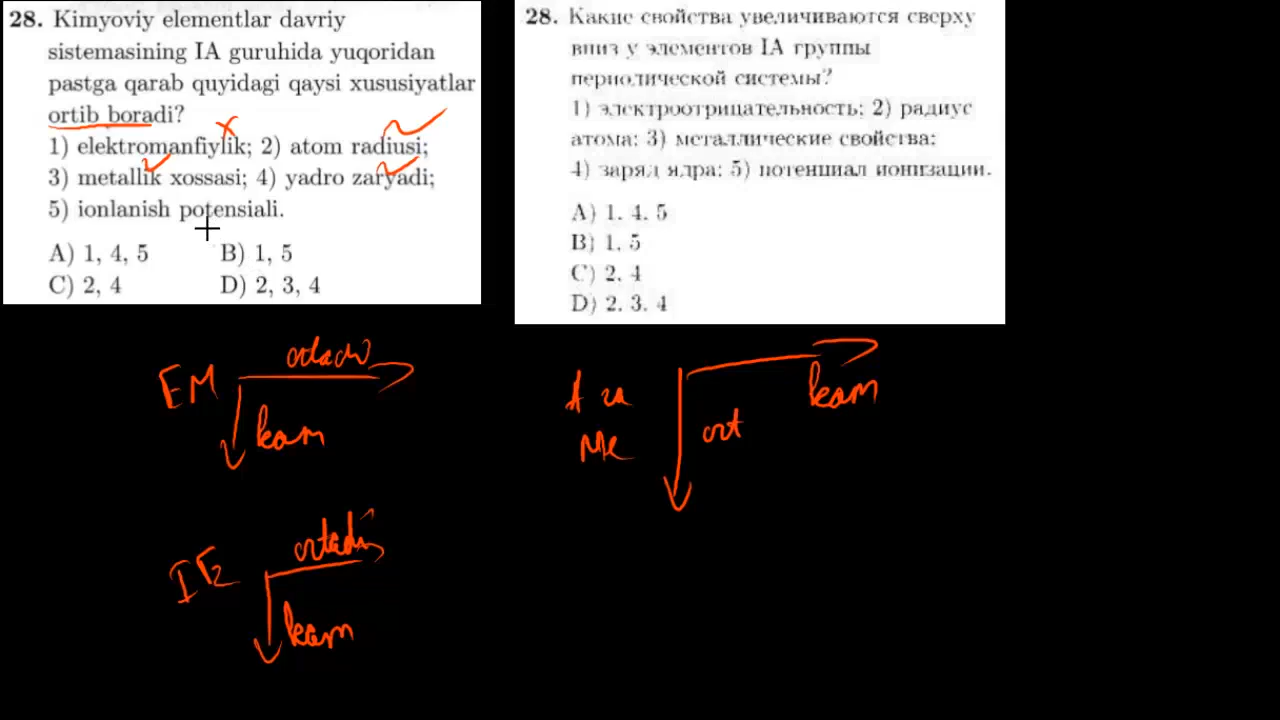 28. Kimyoviy elementlar davriy
sistemasining IA guruhida yuqoridan
pastga qarab quyidagi qaysi xususiyatlar
ortib boradi?
1) elektromanfiylik; 2) atom radiusi;
3) metallik xossasi; 4) yadro zaryadi;
5) ionlanish potensiali.
A) 1, 4, 5 B) 1, 5
C) 2, 4 D) 2, 3, 4
28. Какие свойства увеличиваются сверху
вниз у элементов IA группы
периодической системы?
1) электроотрицательность; 2) радиус
атома; 3) металлические свойства;
4) заряд ядра; 5) потенциал ионизации.
A) 1. 4. 5
B) 1. 5
C) 2. 4
D) 2. 3. 4
EM ortadi
kam
kam
ort
IE ortadi
kam